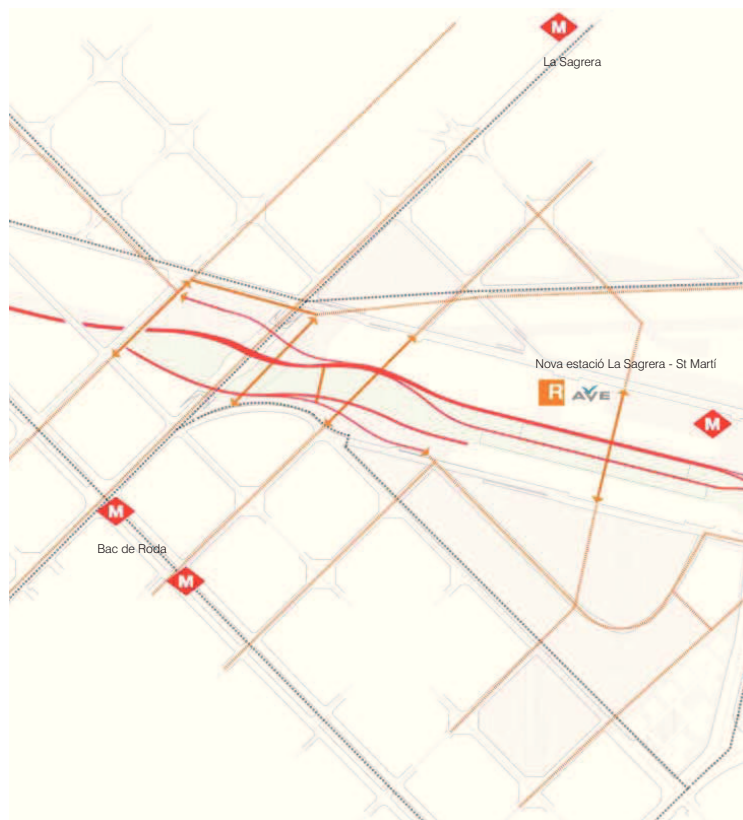 M
La Sagrera
Nova estació La Sagrera - St Martí
R AVE
M
M
Bac de Roda
M